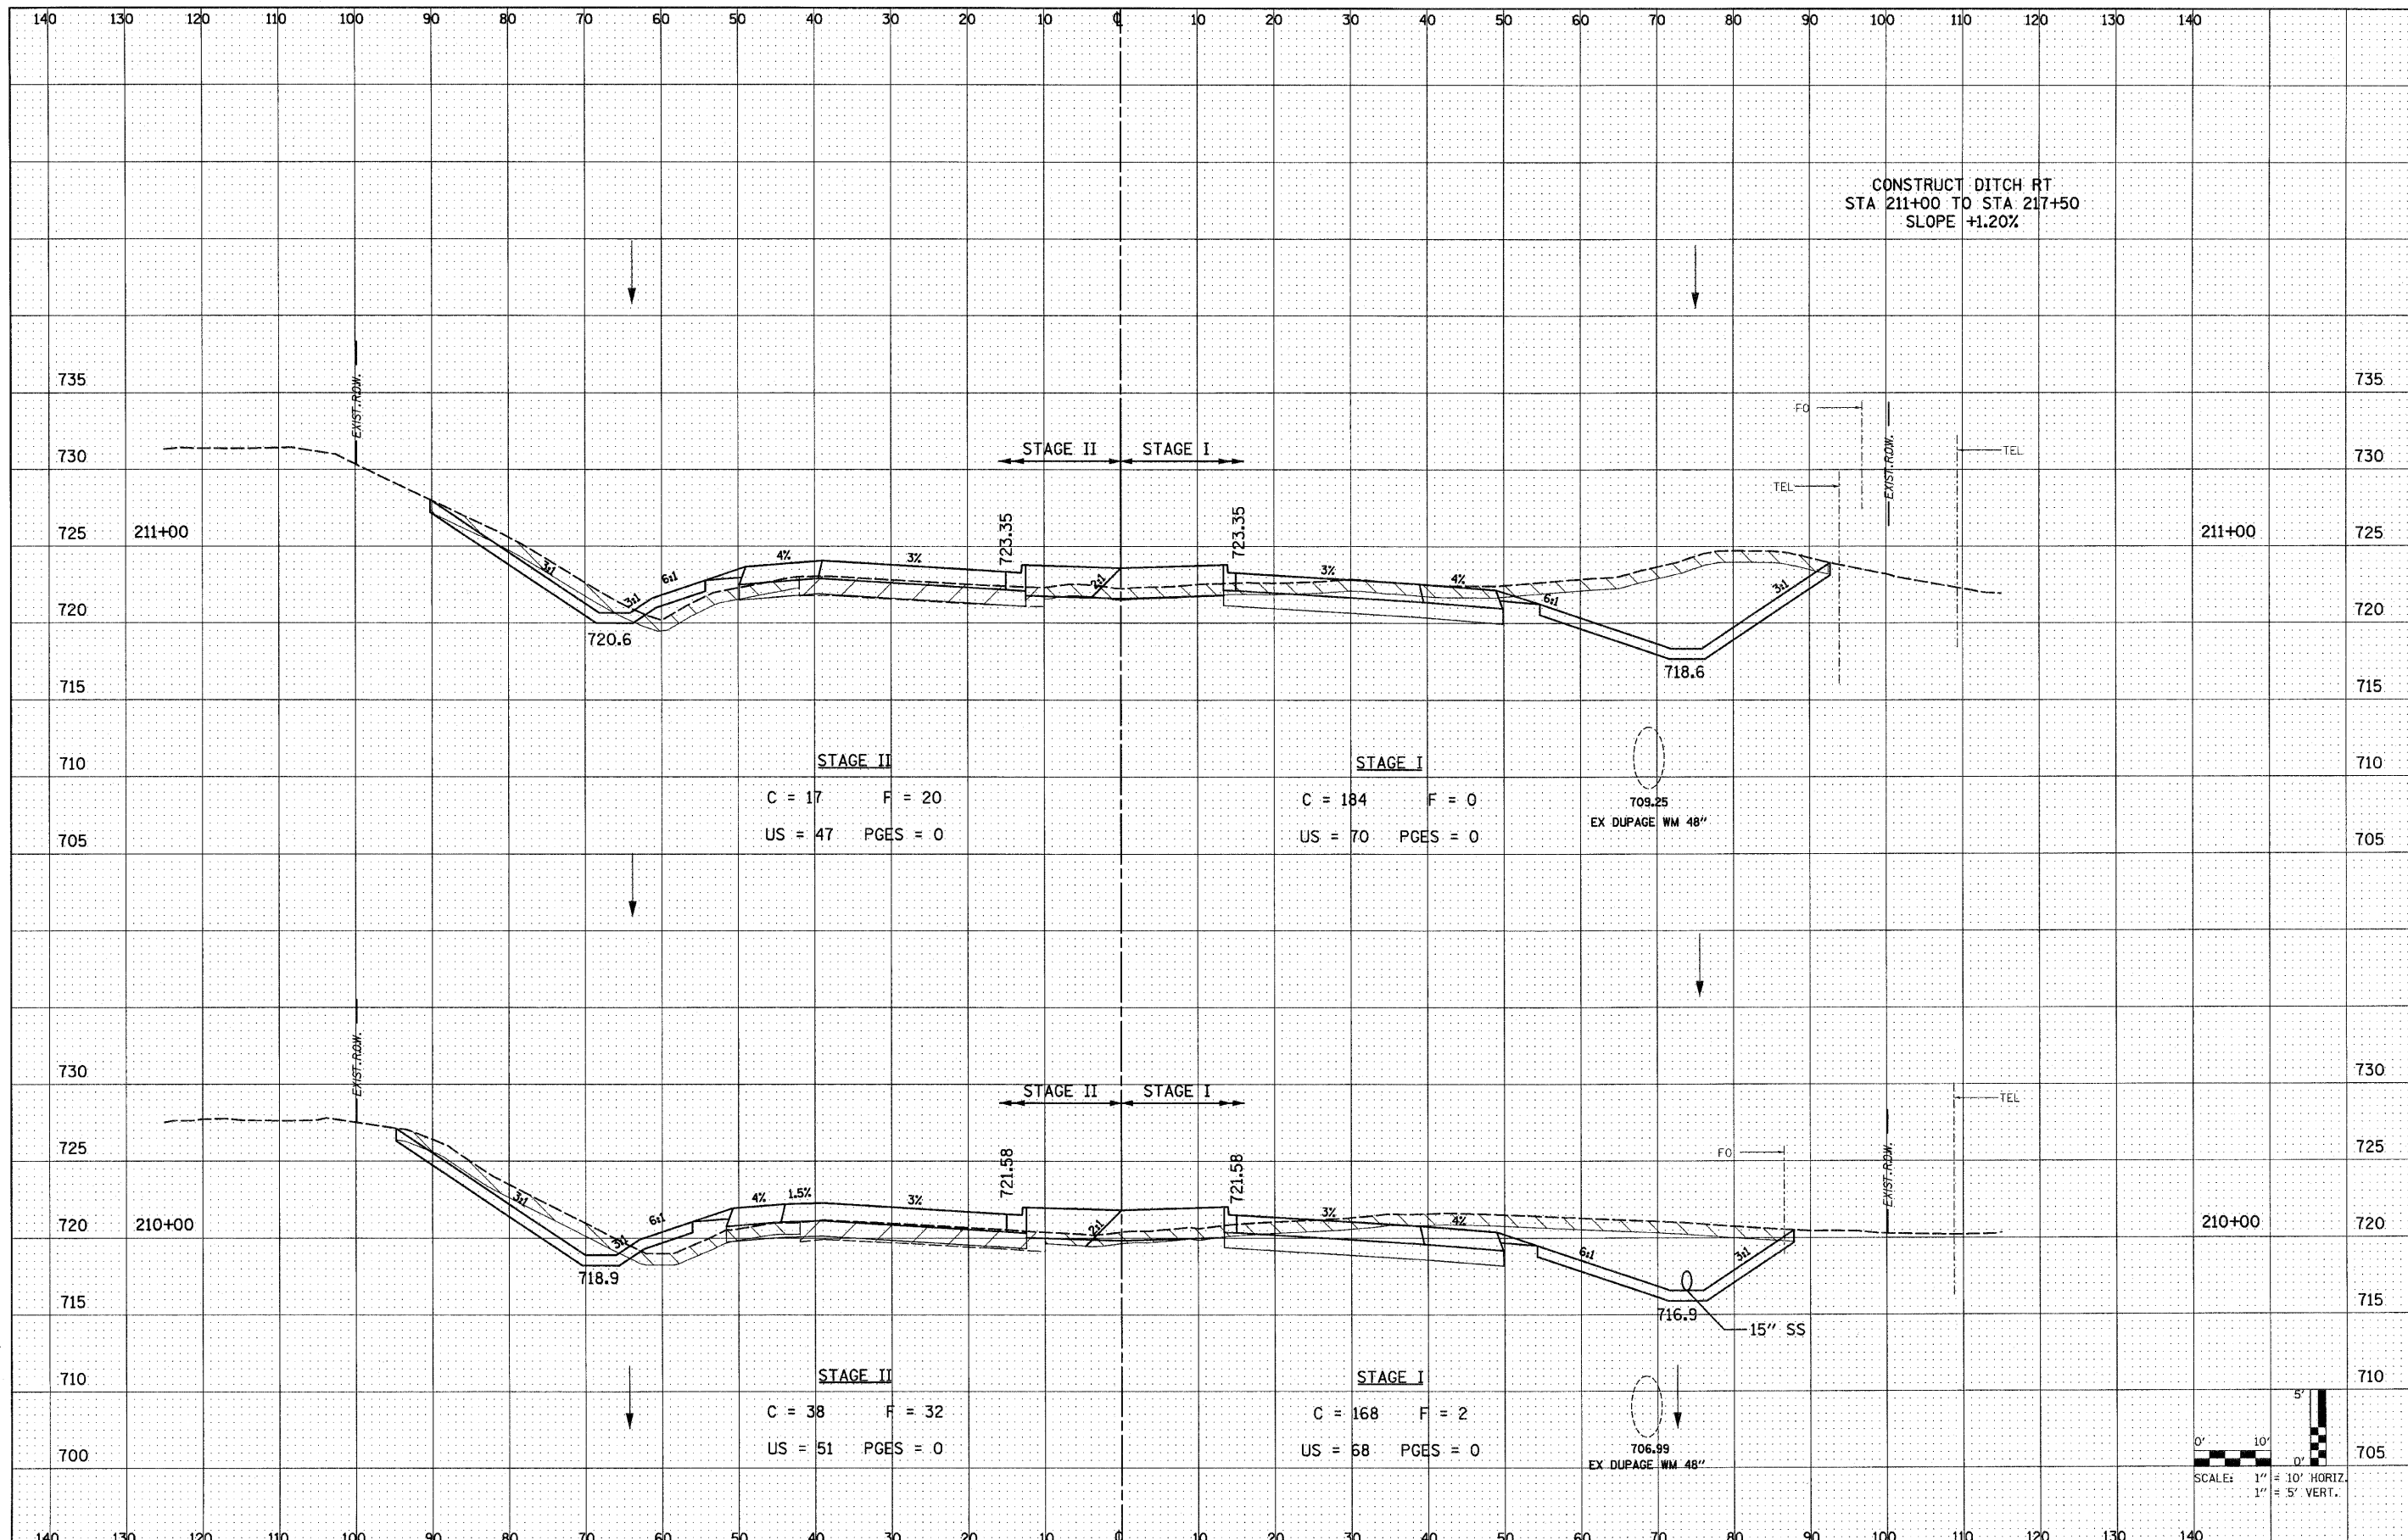 140 130 120 110 100 90 80 70 60 50 40 30 20 10 ℄ 10 20 30 40 50 60 70 80 90 100 110 120 130 140
CONSTRUCT DITCH RT
STA 211+00 TO STA 217+50
SLOPE +1.20%
735 735
EXIST. R.O.W.
FO
EXIST. R.O.W.
730 STAGE II STAGE I TEL 730
TEL
725 211+00 723.35 723.35 211+00 725
3:1 3:1 6:1 4% 3% 2:1 3% 4% 6:1 3:1
720 720
720.6
718.6
715 715
710 STAGE II STAGE I 710
C = 17 F = 20 C = 184 F = 0 709.25
US = 47 PGES = 0 US = 70 PGES = 0 EX DUPAGE WM 48"
705 705
EXIST. R.O.W.
730 730
STAGE II STAGE I TEL
EXIST. R.O.W.
725 721.58 721.58 FO 725
720 210+00 210+00 720
3:1 3:1 6:1 4% 1.5% 3% 2:1 3% 4% 6:1 3:1
718.9
715 716.9 715
15" SS
710 STAGE II STAGE I 710
C = 38 F = 32 C = 168 F = 2
US = 51 PGES = 0 US = 68 PGES = 0 706.99
EX DUPAGE WM 48"
700 705
5'
0' 10' 0'
SCALE: 1" = 10' HORIZ.
1" = 5' VERT.
140 130 120 110 100 90 80 70 60 50 40 30 20 10 ℄ 10 20 30 40 50 60 70 80 90 100 110 120 130 140